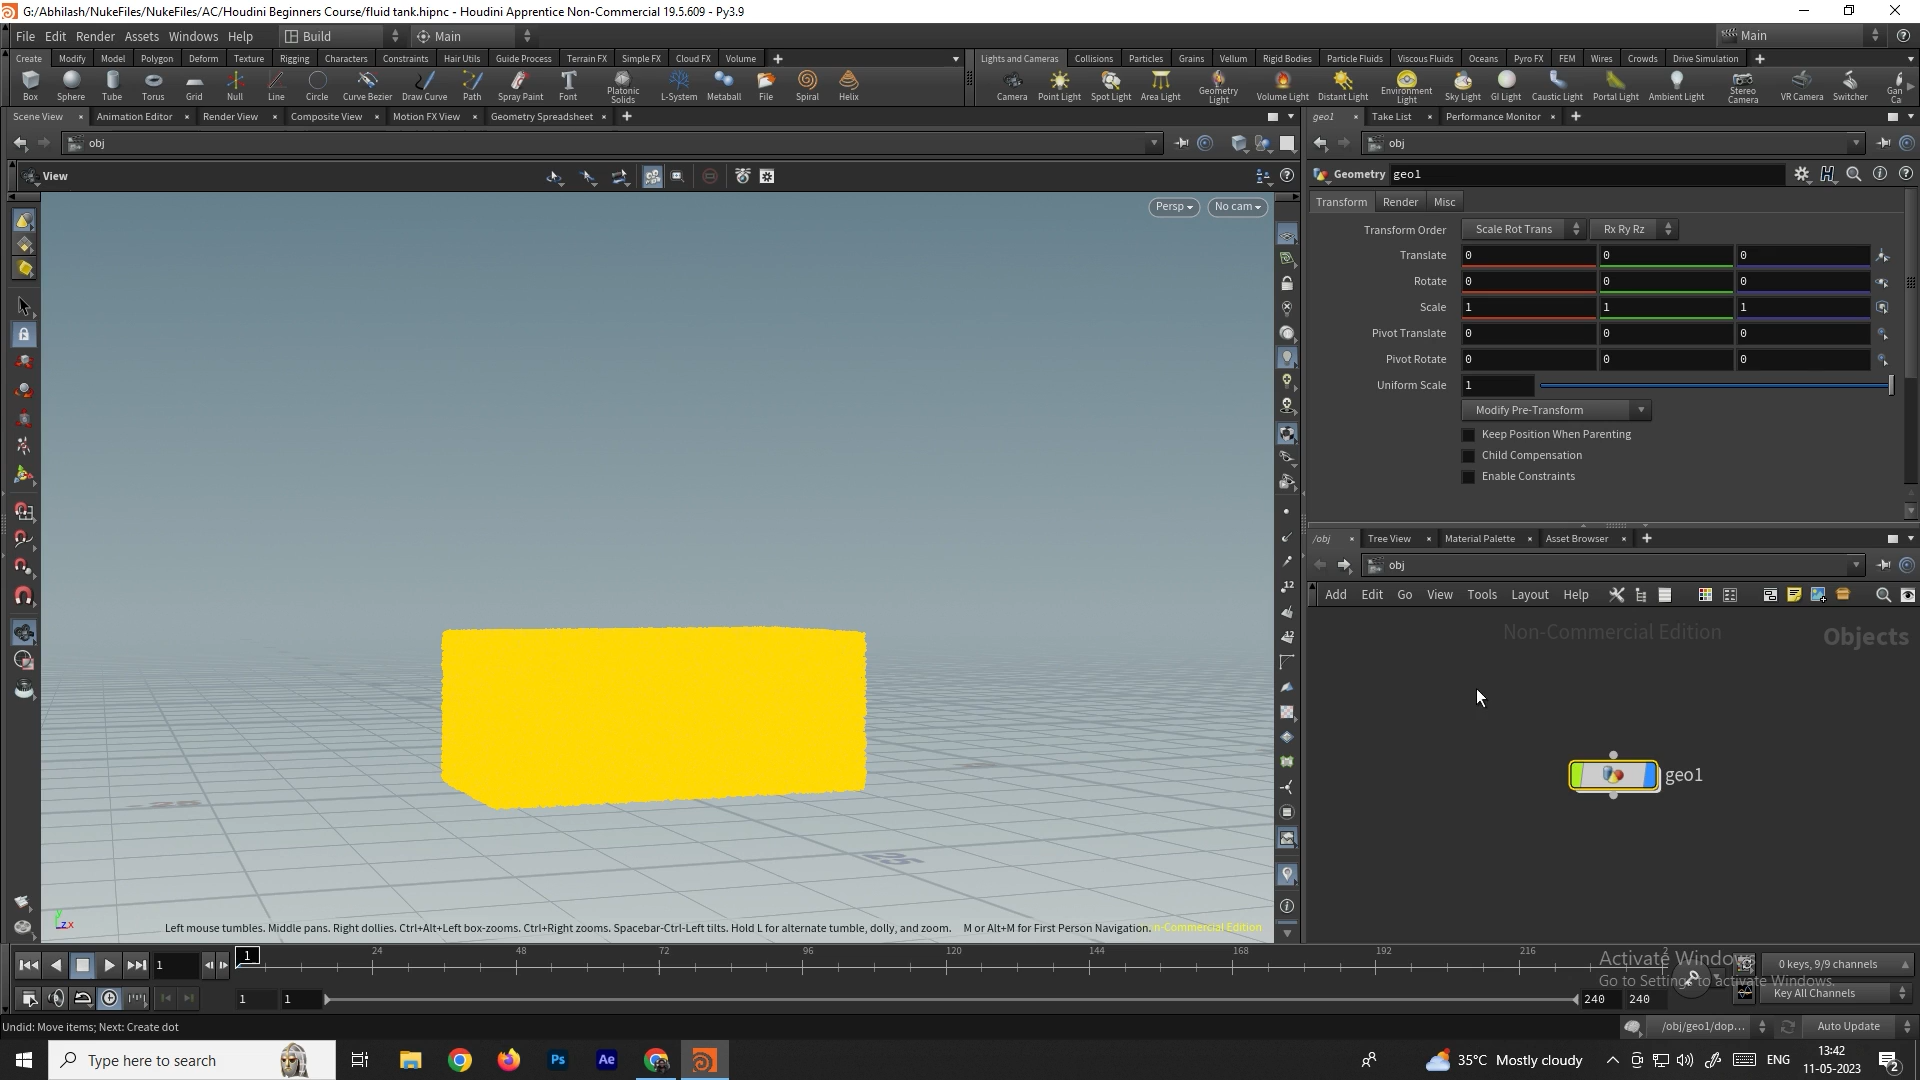 G:/Abhilash/NukeFiles/NukeFiles/AC/Houdini Beginners Course/fluid tank.hipnc - Houdini Apprentice Non-Commercial 19.5.609 - Py3.9
File Edit Render Assets Windows Help Build Main Main
Create Modify Model Polygon Deform Texture Rigging Characters Constraints Hair Utils Guide Process Terrain FX Simple FX Cloud FX Volume
Lights and Cameras Collisions Particles Grains Vellum Rigid Bodies Particle Fluids Viscous Fluids Oceans Pyro FX FEM Wires Crowds Drive Simulation
Box Sphere Tube Torus Grid Null Line Circle Curve Bezier Draw Curve Path Spray Paint Font Platonic Solids L-System Metaball File Spiral Helix
Camera Point Light Spot Light Area Light Geometry Light Volume Light Distant Light Environment Light Sky Light GI Light Caustic Light Portal Light Ambient Light Stereo Camera VR Camera Switcher Gan Ca
Scene View Animation Editor Render View Composite View Motion FX View Geometry Spreadsheet
geo1 Take List Performance Monitor
obj
obj
View
Persp No cam
Geometry geo1
Transform Render Misc
Transform Order Scale Rot Trans Rx Ry Rz
Translate 0 0 0
Rotate 0 0 0
Scale 1 1 1
Pivot Translate 0 0 0
Pivot Rotate 0 0 0
Uniform Scale 1
Modify Pre-Transform
Keep Position When Parenting
Child Compensation
Enable Constraints
/obj Tree View Material Palette Asset Browser
obj
Add Edit Go View Tools Layout Help
Non-Commercial Edition
Objects
geo1
12
12
25
Left mouse tumbles. Middle pans. Right dollies. Ctrl+Alt+Left box-zooms. Ctrl+Right zooms. Spacebar-Ctrl-Left tilts. Hold L for alternate tumble, dolly, and zoom. M or Alt+M for First Person Navigation.
n-Commercial Edition
1 1 24 48 72 96 120 144 168 192 216 2
0 keys, 9/9 channels
Activate Windows
Go to Settings to activate Windows.
1 1 240 240
Key All Channels
Undid: Move items; Next: Create dot
/obj/geo1/dop... Auto Update
Type here to search
Ps Ae
35°C Mostly cloudy
ENG
13:42
11-05-2023
2